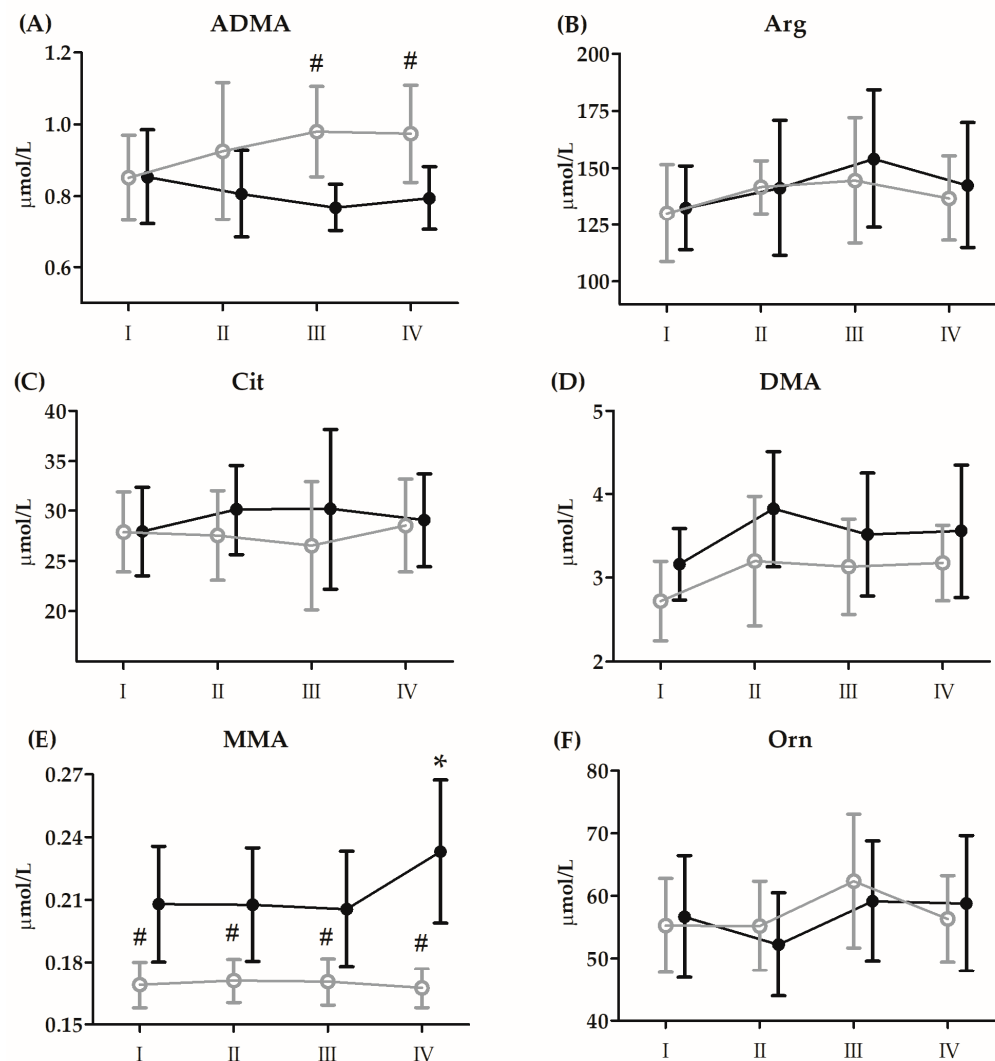 (A) ADMA
1.2
1.0
0.8
0.6
μmol/L
# #
I II III IV
(B) Arg
200
175
150
125
100
μmol/L
I II III IV
(C) Cit
40
35
30
25
20
μmol/L
I II III IV
(D) DMA
5
4
3
2
μmol/L
I II III IV
(E) MMA
0.27
0.24
0.21
0.18
0.15
μmol/L
*
# # # #
I II III IV
(F) Orn
80
70
60
50
40
μmol/L
I II III IV